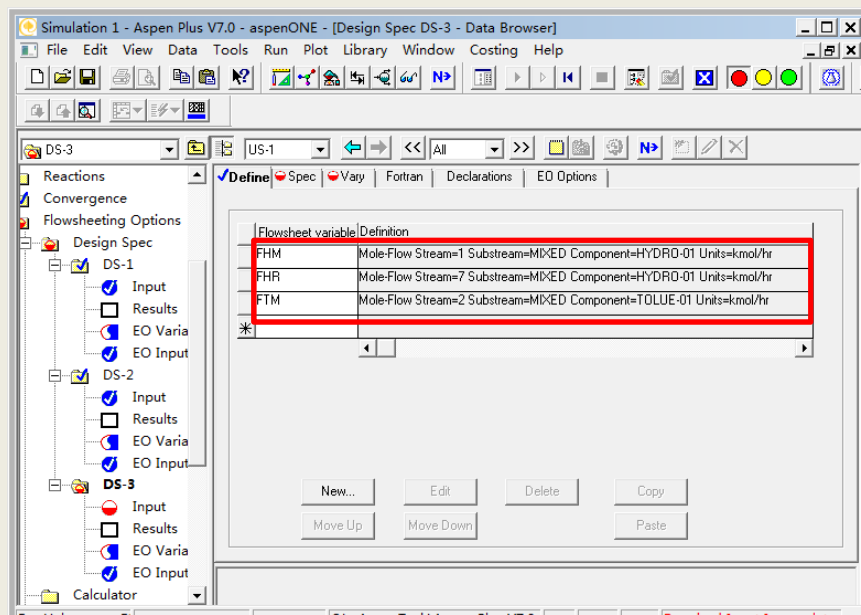 Simulation 1 - Aspen Plus V7.0 - aspenONE - [Design Spec DS-3 - Data Browser]
File Edit View Data Tools Run Plot Library Window Costing Help
N>
DS-3
US-1
<< All >>
N>
Reactions
Convergence
Flowsheeting Options
Design Spec
DS-1
Input
Results
EO Varia
EO Input
DS-2
Input
Results
EO Varia
EO Input
DS-3
Input
Results
EO Varia
EO Input
Calculator
Define Spec Vary Fortran Declarations EO Options
Flowsheet variable Definition
FHM Mole-Flow Stream=1 Substream=MIXED Component=HYDRO-01 Units=kmol/hr
FHR Mole-Flow Stream=7 Substream=MIXED Component=HYDRO-01 Units=kmol/hr
FTM Mole-Flow Stream=2 Substream=MIXED Component=TOLUE-01 Units=kmol/hr
New... Edit Delete Copy
Move Up Move Down Paste